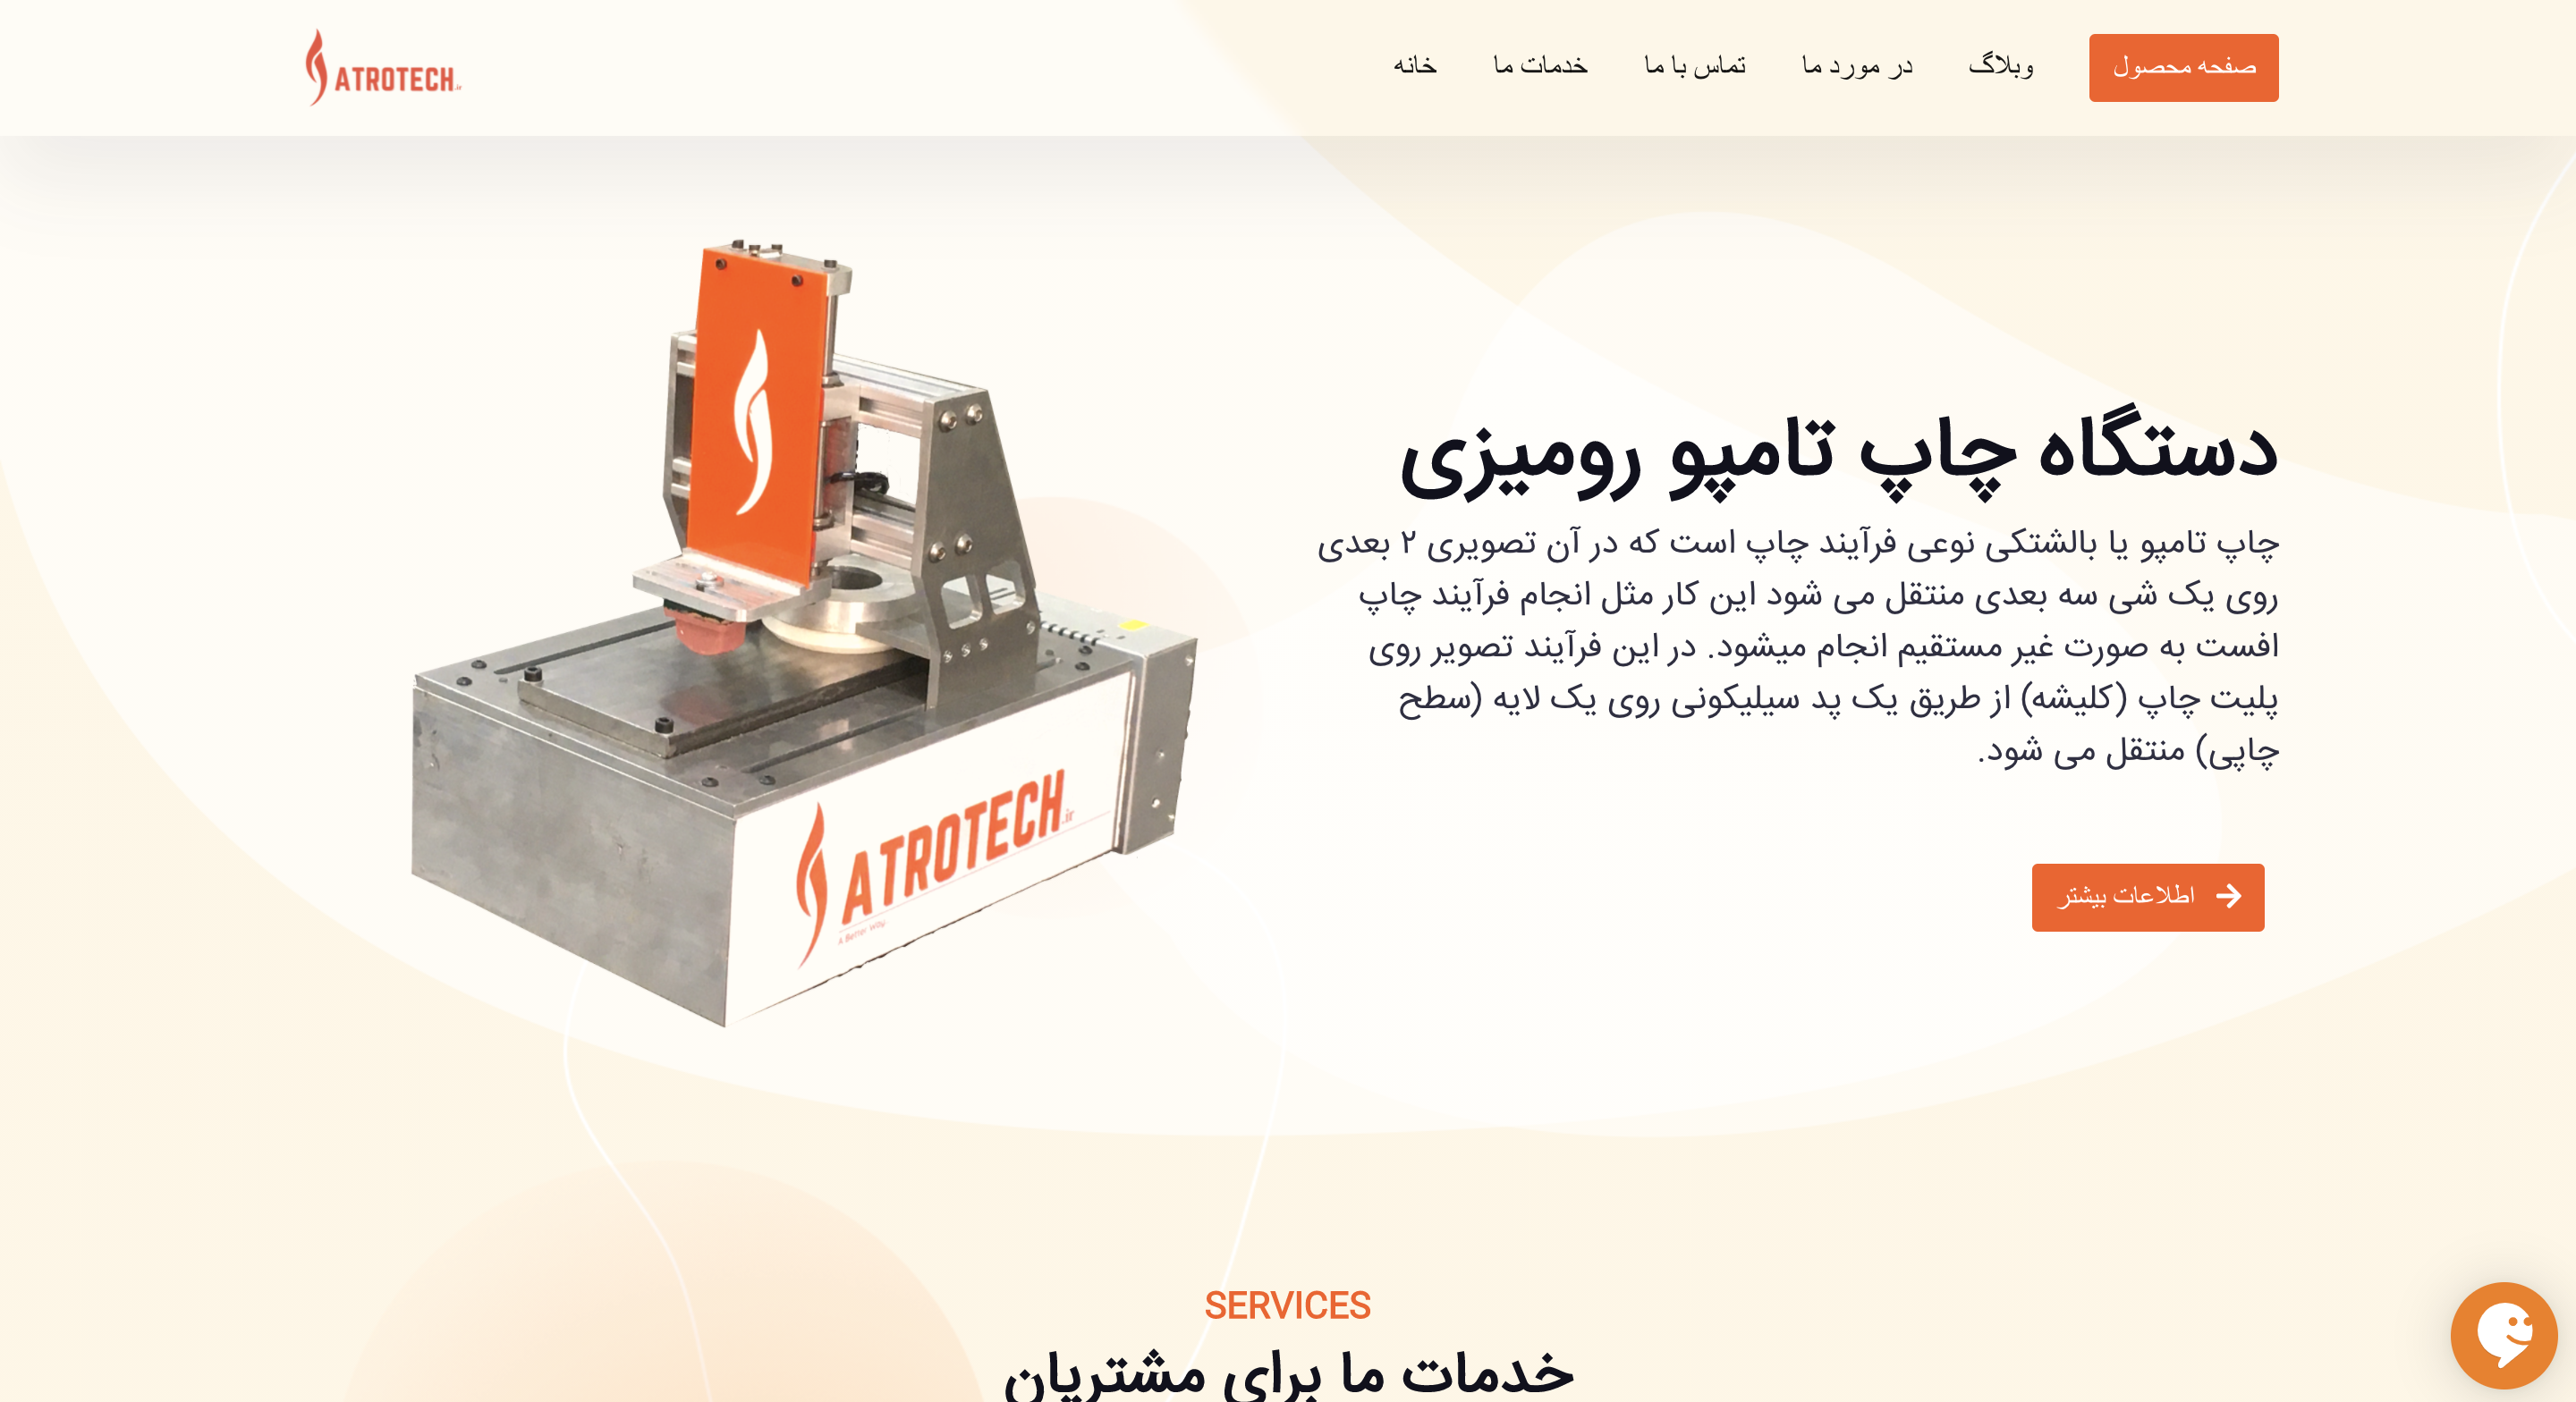 ATROTECH.ir
خانه
خدمات ما
تماس با ما
در مورد ما
وبلاگ
صفحه محصول
دستگاه چاپ تامپو رومیزی
چاپ تامپو یا بالشتکی نوعی فرآیند چاپ است که در آن تصویری ۲ بعدی
روی یک شی سه بعدی منتقل می شود این کار مثل انجام فرآیند چاپ
افست به صورت غیر مستقیم انجام میشود. در این فرآیند تصویر روی
پلیت چاپ (کلیشه) از طریق یک پد سیلیکونی روی یک لایه (سطح
چاپی) منتقل می شود.
اطلاعات بیشتر
ATROTECH.ir
A Better Way
SERVICES
خدمات ما برای مشتریان